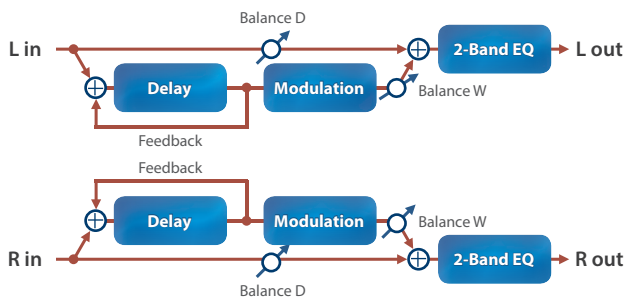 Balance D
L in
2-Band EQ
L out
Delay
Modulation
Balance W
Feedback
Feedback
Delay
Modulation
Balance W
R in
2-Band EQ
R out
Balance D